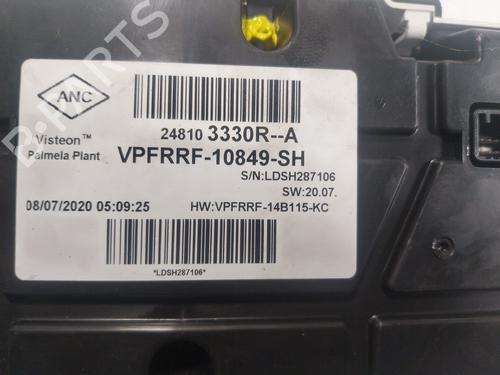 ANC
Visteon™
Palmela Plant
24810 3330R--A
VPFRRF-10849-SH
S/N:LDSH287106
SW:20.07.
08/07/2020 05:09:25
HW:VPFRRF-14B115-KC
*LDSH287106*
B-PARTS